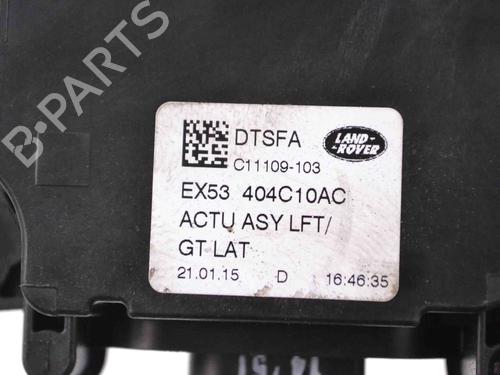 DTSFA
LAND-
ROVER
C11109-103
EX53 404C10AC
ACTU ASY LFT/
GT LAT
21.01.15 D 16:46:35
B-PARTS